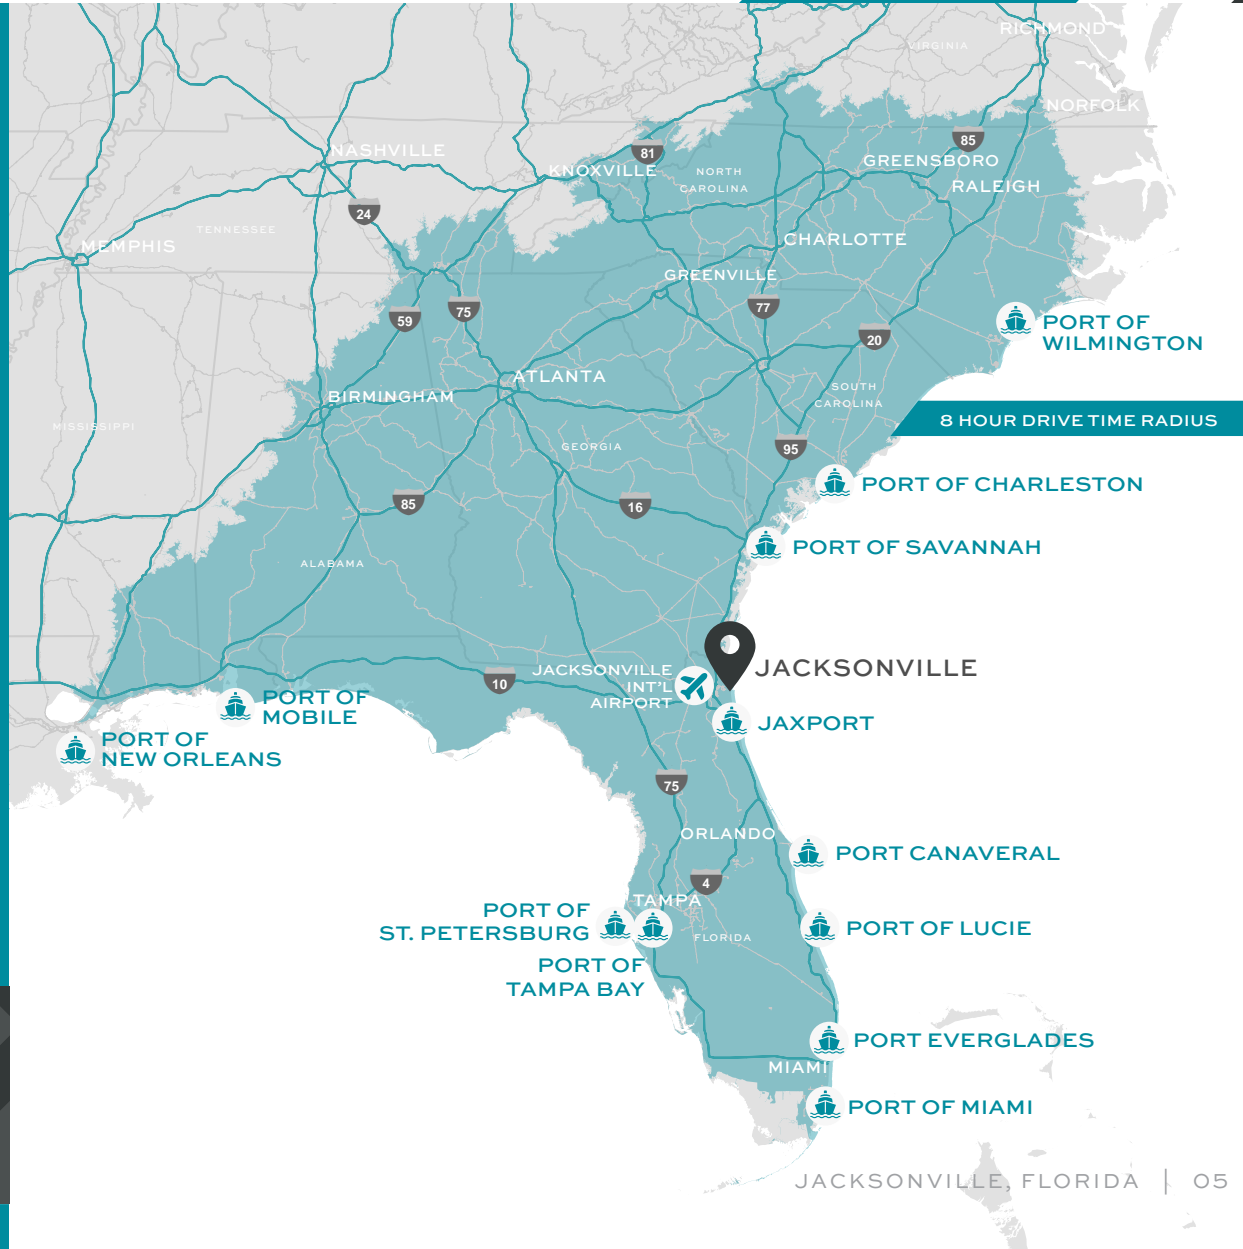 RICHMOND
VIRGINIA
NORFOLK
85
NASHVILLE
81
GREENSBORO
KNOXVILLE
NORTH
CAROLINA
RALEIGH
24
TENNESSEE
MEMPHIS
CHARLOTTE
GREENVILLE
59
75
77
20
PORT OF
WILMINGTON
ATLANTA
BIRMINGHAM
SOUTH
CAROLINA
MISSISSIPPI
8 HOUR DRIVE TIME RADIUS
GEORGIA
95
PORT OF CHARLESTON
85
16
PORT OF SAVANNAH
ALABAMA
JACKSONVILLE
INT'L
AIRPORT
JACKSONVILLE
10
PORT OF
MOBILE
JAXPORT
PORT OF
NEW ORLEANS
75
ORLANDO
PORT CANAVERAL
4
TAMPA
PORT OF
ST. PETERSBURG
FLORIDA
PORT OF LUCIE
PORT OF
TAMPA BAY
PORT EVERGLADES
MIAMI
PORT OF MIAMI
JACKSONVILLE, FLORIDA | 05